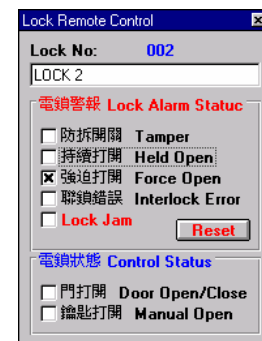 Lock Remote Control
Lock No: 002
LOCK 2
電鎖警報 Lock Alarm Statuc
防拆開關 Tamper
持續打開 Held Open
強迫打開 Force Open
聯鎖錯誤 Interlock Error
Lock Jam
Reset
電鎖狀態 Control Status
門打開 Door Open/Close
鑰匙打開 Manual Open